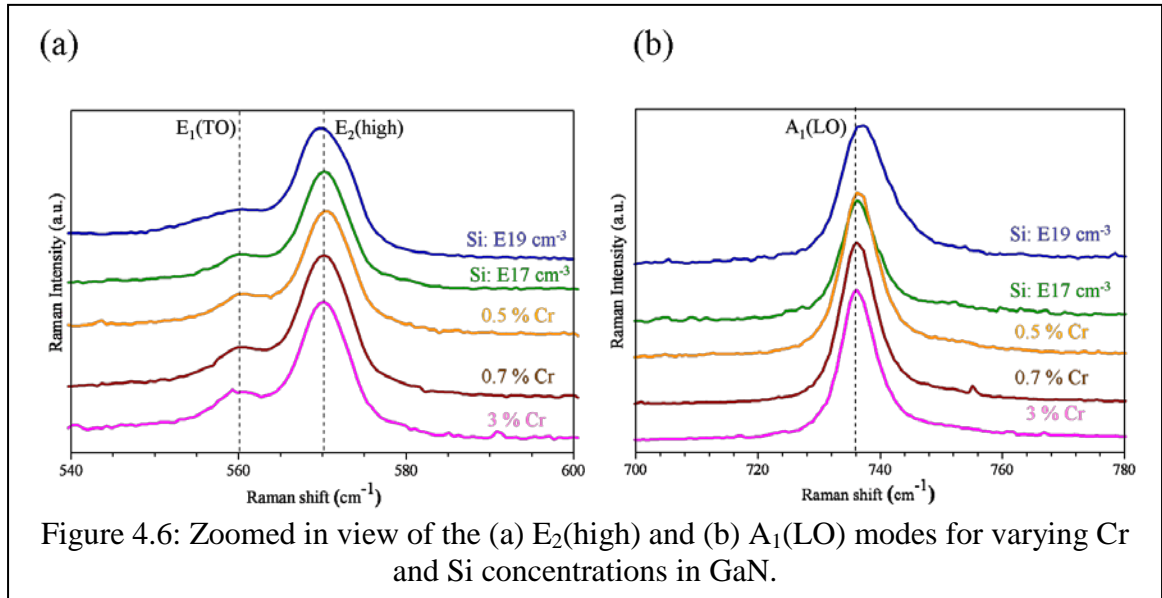 (a)
E₁(TO)
E₂(high)
Si: E19 cm⁻³
Si: E17 cm⁻³
0.5 % Cr
0.7 % Cr
3 % Cr
Raman Intensity (a.u.)
540 560 580 600
Raman shift (cm⁻¹)
(b)
A₁(LO)
Si: E19 cm⁻³
Si: E17 cm⁻³
0.5 % Cr
0.7 % Cr
3 % Cr
Raman Intensity (a.u.)
700 720 740 760 780
Raman shift (cm⁻¹)
Figure 4.6: Zoomed in view of the (a) E₂(high) and (b) A₁(LO) modes for varying Cr
and Si concentrations in GaN.